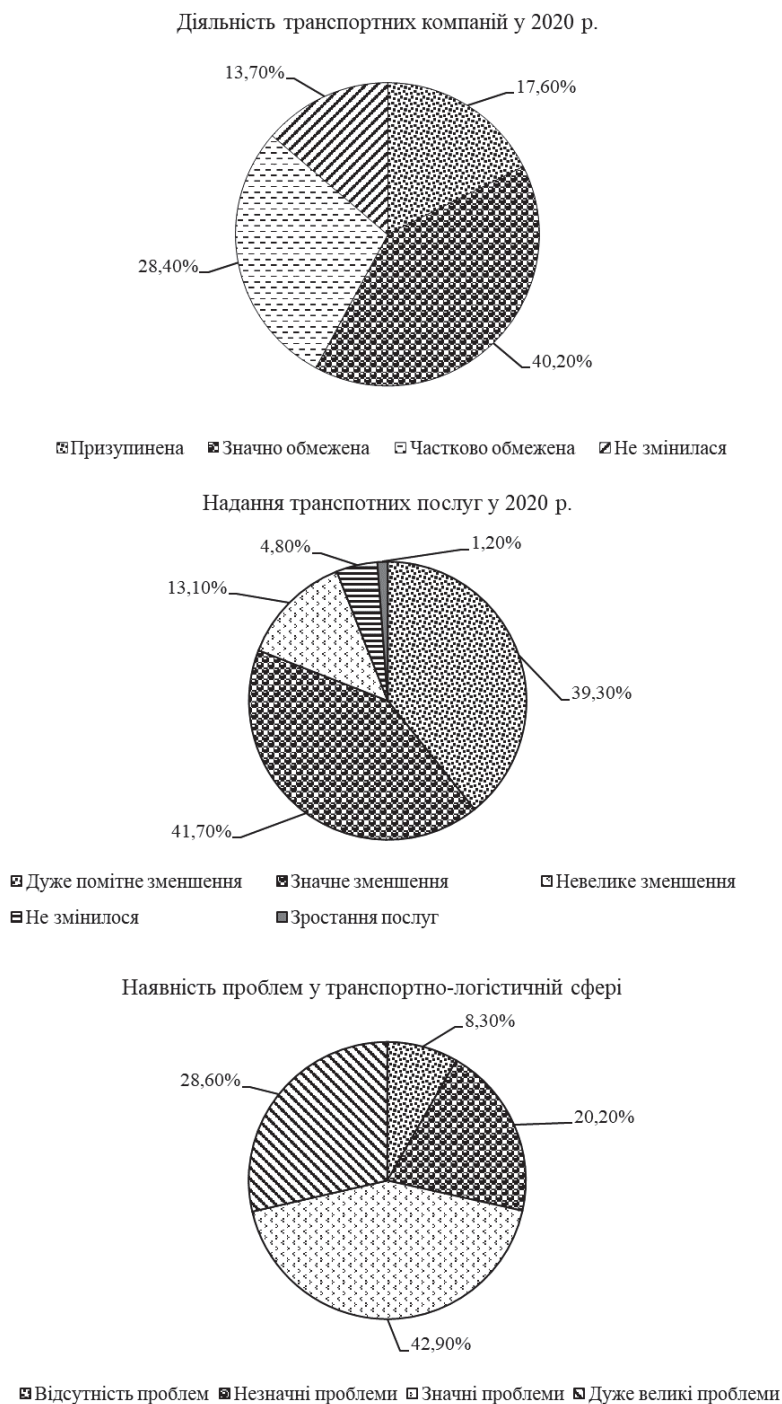 Діяльність транспортних компаній у 2020 р.
13,70%
17,60%
28,40%
40,20%
Призупинена Значно обмежена Частково обмежена Не змінилася
Надання транспотних послуг у 2020 р.
4,80%
1,20%
13,10%
39,30%
41,70%
Дуже помітне зменшення Значне зменшення Невелике зменшення
Не змінилося Зростання послуг
Наявність проблем у транспортно-логістичній сфері
8,30%
28,60%
20,20%
42,90%
Відсутність проблем Незначні проблеми Значні проблеми Дуже великі проблеми